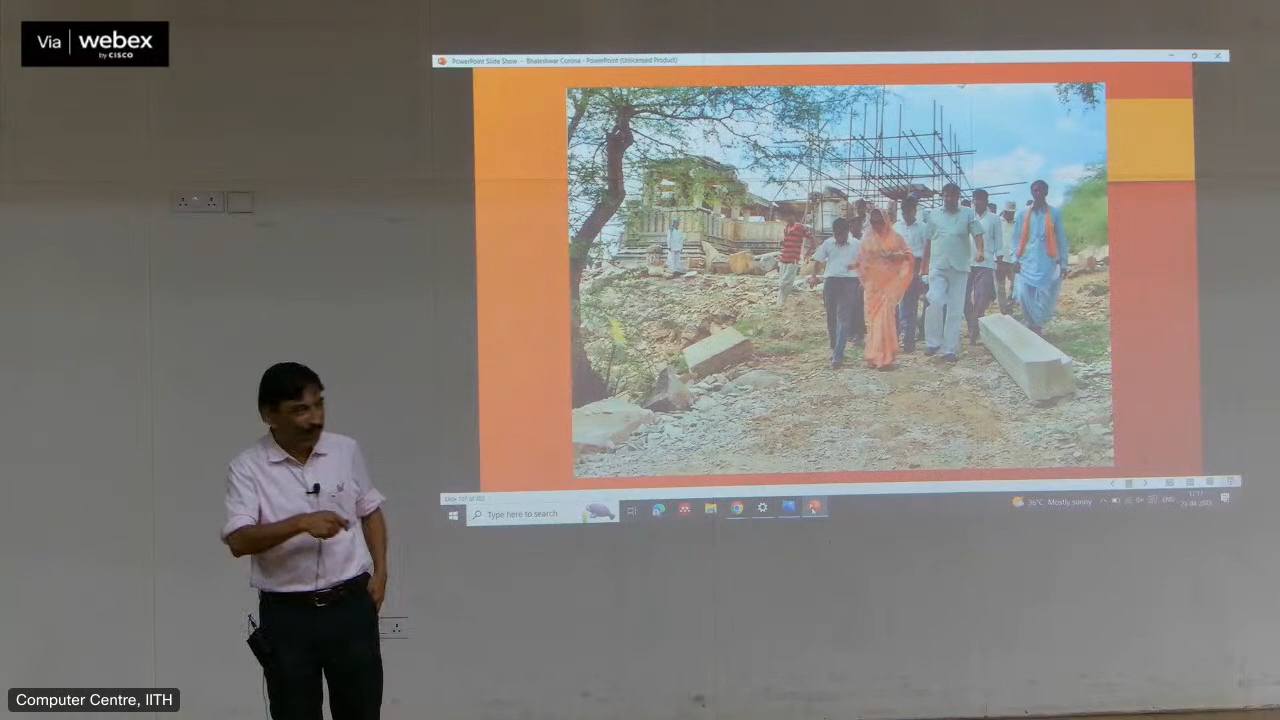 Via | webex
by CISCO
PowerPoint Slide Show - Bhateshwar Corona - PowerPoint (Unlicensed Product)
Type here to search
36°C Mostly sunny
ENG
Computer Centre, IITH